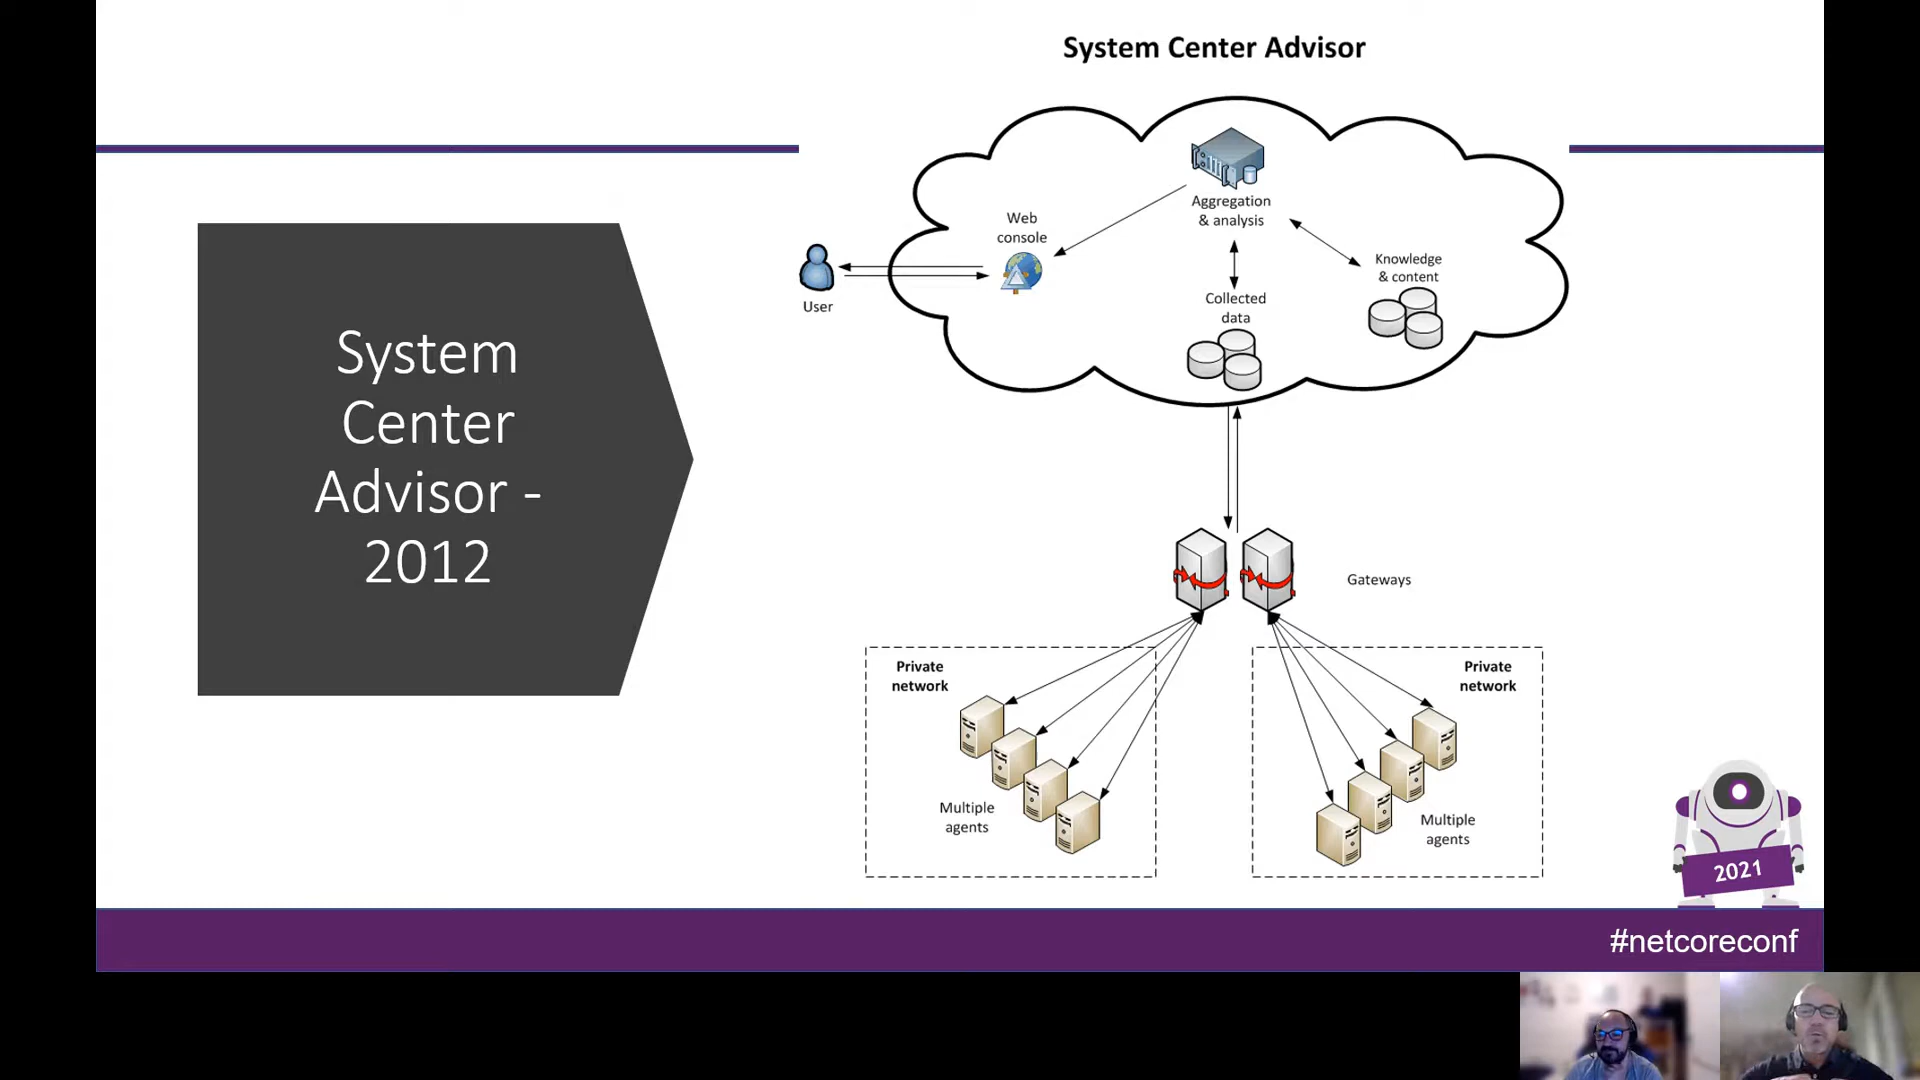 System
Center
Advisor -
2012
System Center Advisor
Aggregation
& analysis
Web
console
Knowledge
& content
User
Collected
data
Gateways
Private
network
Private
network
Multiple
agents
Multiple
agents
2021
#netcoreconf